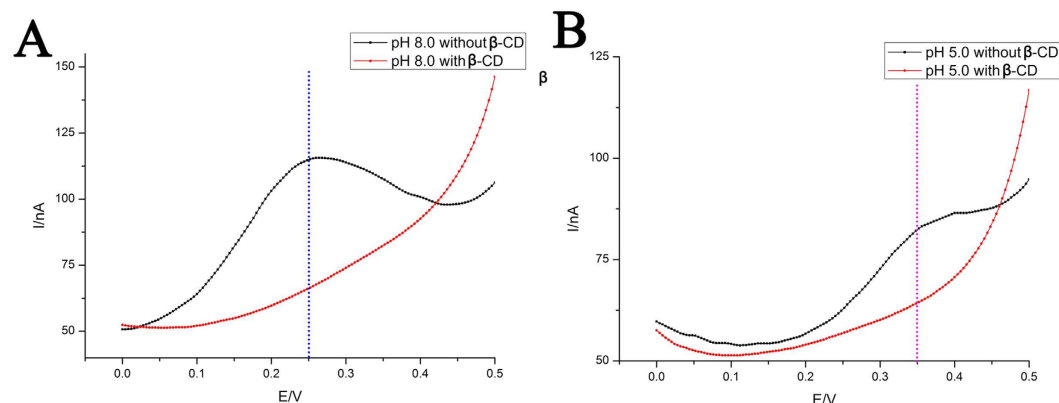 A
pH 8.0 without β-CD
pH 8.0 with β-CD
150
125
100
75
50
I/nA
0.0 0.1 0.2 0.3 0.4 0.5
E/V
β
B
pH 5.0 without β-CD
pH 5.0 with β-CD
125
100
75
50
I/nA
0.0 0.1 0.2 0.3 0.4 0.5
E/V